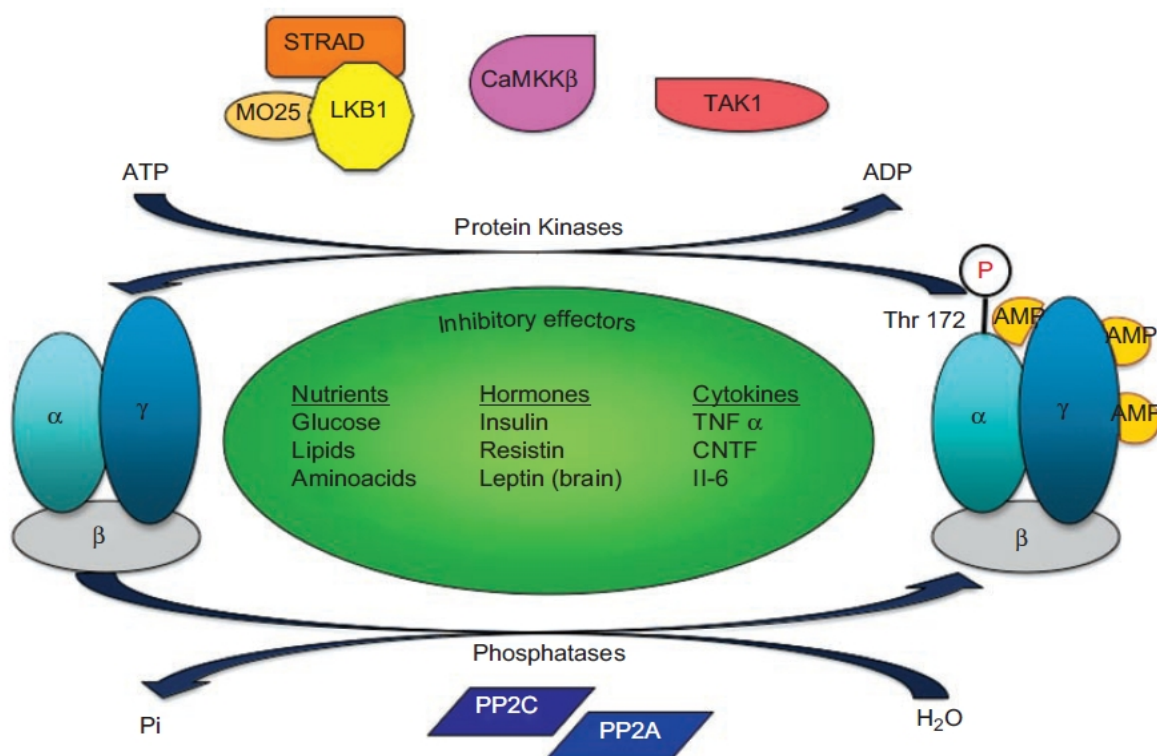 STRAD
MO25
LKB1
CaMKKβ
TAK1
ATP
ADP
Protein Kinases
P
Thr 172
AMP
AMP
AMP
α
γ
β
Inhibitory effectors
Nutrients
Glucose
Lipids
Aminoacids
Hormones
Insulin
Resistin
Leptin (brain)
Cytokines
TNF α
CNTF
II-6
α
γ
β
Phosphatases
Pi
PP2C
PP2A
H₂O